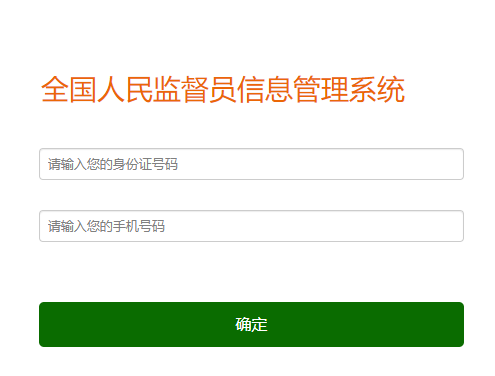 全国人民监督员信息管理系统
请输入您的身份证号码
请输入您的手机号码
确定